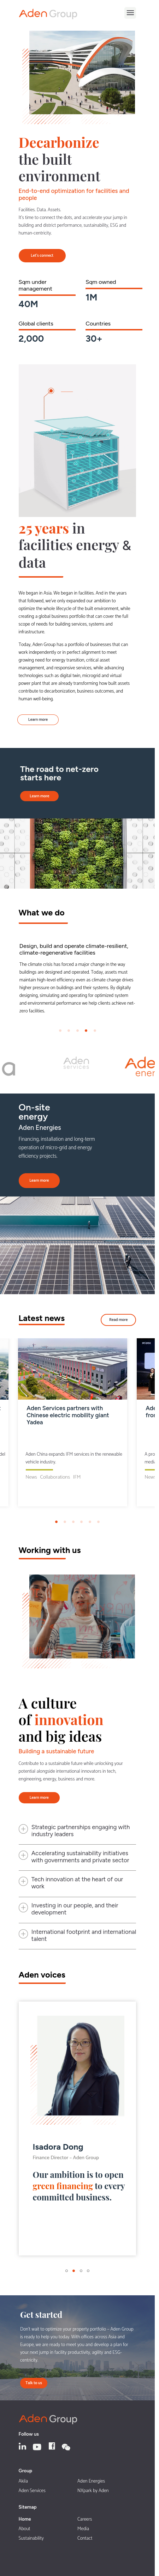 Aden Group
Decarbonize
the built
environment
End-to-end optimization for facilities and
people
Facilities. Data. Assets.
It's time to connect the dots, and accelerate your jump in
building and district performance, sustainability, ESG and
human-centricity.
Let's connect
Sqm under
management
40M
Sqm owned
1M
Global clients
2,000
Countries
30+
25 years in
facilities energy &
data
We began in Asia. We began in facilities. And in the years
that followed, we've only expanded our ambition to
optimize the whole lifecycle of the built environment, while
creating a global business portfolio that can cover the full
scope of needs for building services, systems and
infrastructure.
Today, Aden Group has a portfolio of businesses that can
work independently or in perfect alignment to meet
growing need for energy transition, critical asset
management, and responsive services; while advancing
technologies such as digital twin, microgrid and virtual
power plant that are already transforming how built assets
contribute to decarbonization, business outcomes, and
human well-being.
Learn more
The road to net-zero
starts here
Learn more
What we do
Design, build and operate climate-resilient,
climate-regenerative facilities
The climate crisis has forced a major rethink in the way
buildings are designed and operated. Today, assets must
sustain high-level efficiency even as climate change inflicts
higher pressure on buildings and their systems. By digitally
designing, simulating and operating for optimal system
interconnection and performance, we help clients achieve net-
zero facilities.
a
Aden
services
Ade
ener
On-site
energy
Aden Energies
Financing, installation and long-term
operation of micro-grid and energy
efficiency projects.
Learn more
Latest news
Read more
Aden Services partners with
Chinese electric mobility giant
Yadea
Aden China expands IFM services in the renewable
vehicle industry.
News Collaborations IFM
Working with us
A culture
of innovation
and big ideas
Building a sustainable future
Contribute to a sustainable future while unlocking your
potential alongside international innovators in tech,
engineering, energy, business and more.
Learn more
Strategic partnerships engaging with
industry leaders
Accelerating sustainability initiatives
with governments and private sector
Tech innovation at the heart of our
work
Investing in our people, and their
development
International footprint and international
talent
Aden voices
Isadora Dong
Finance Director - Aden Group
Our ambition is to open
green financing to every
committed business.
Get started
Don't wait to optimize your property portfolio - Aden Group
is ready to help you today. With offices across Asia and
Europe, we are ready to meet you and develop a plan for
your next jump in facility productivity, agility and ESG-
centricity.
Talk to us
Aden Group
Follow us
Group
Akila
Aden Energies
Aden Services
NXpark by Aden
Sitemap
Home
Careers
About
Media
Sustainability
Contact